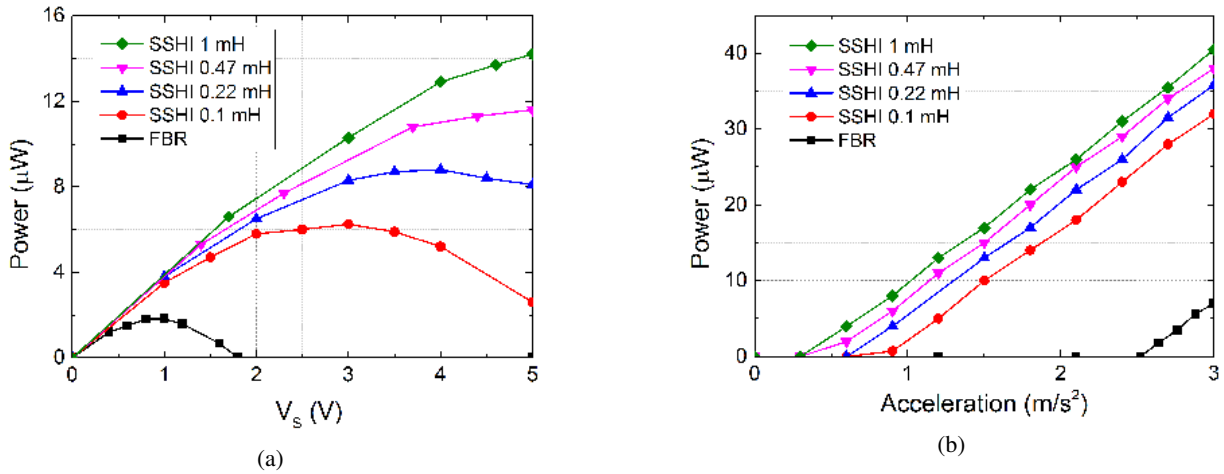 16
12
8
4
0
Power (μW)
SSHI 1 mH
SSHI 0.47 mH
SSHI 0.22 mH
SSHI 0.1 mH
FBR
0 1 2 3 4 5
V_S (V)
(a)
40
30
20
10
0
Power (μW)
SSHI 1 mH
SSHI 0.47 mH
SSHI 0.22 mH
SSHI 0.1 mH
FBR
0 1 2 3
Acceleration (m/s²)
(b)